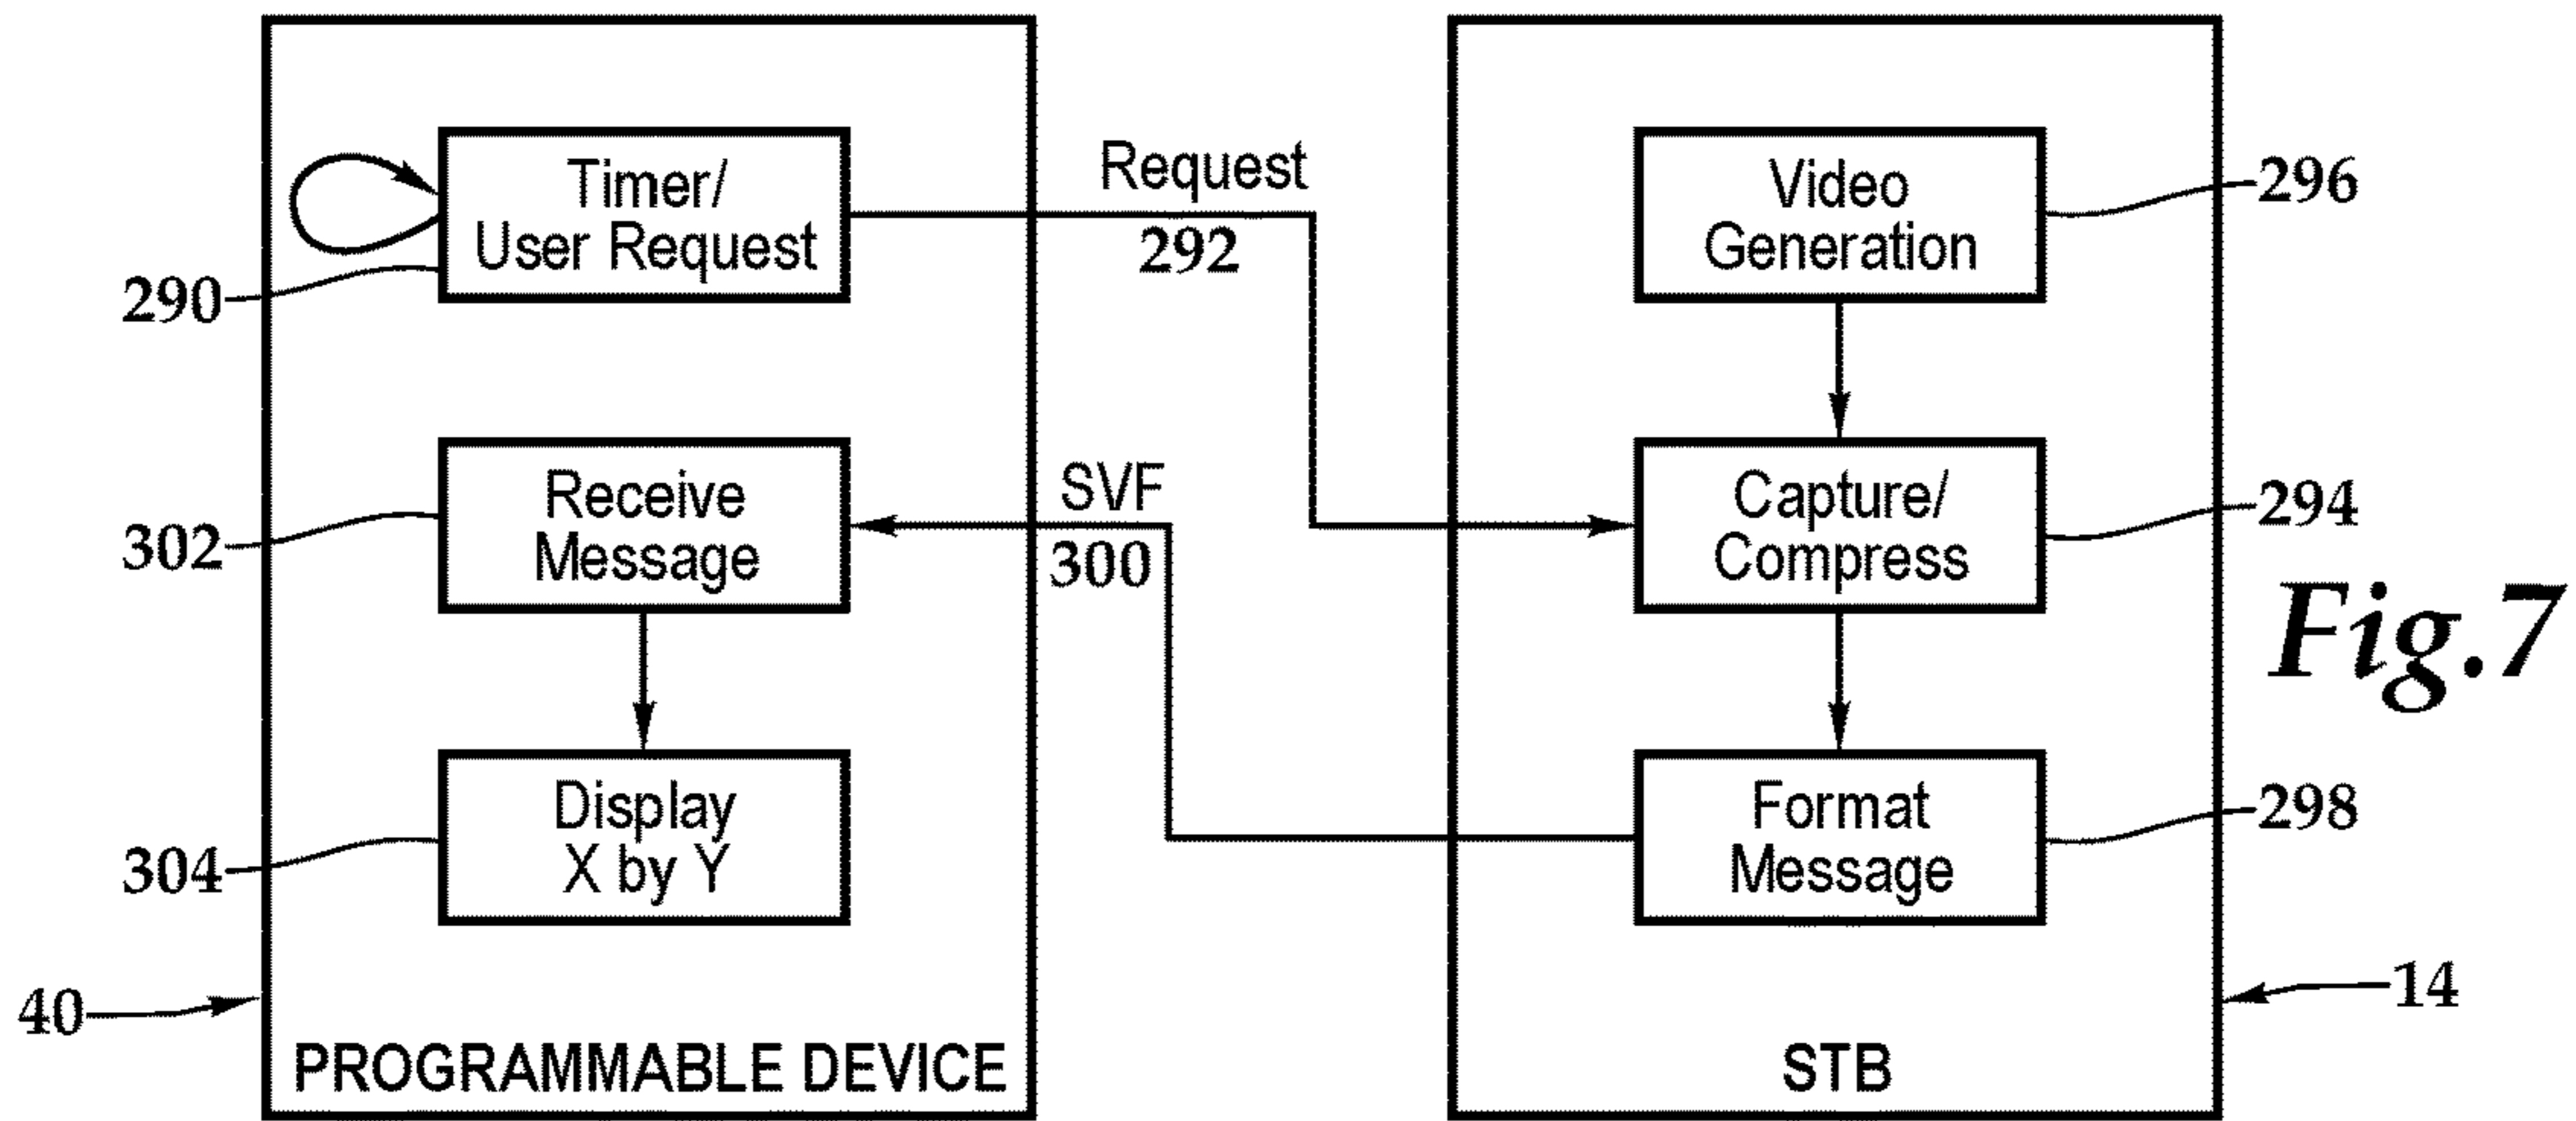 Timer/
User Request
290
Request
292
Video
Generation
296
Receive
Message
302
SVF
300
Capture/
Compress
294
Display
X by Y
304
Format
Message
298
40
PROGRAMMABLE DEVICE
STB
14
Fig.7